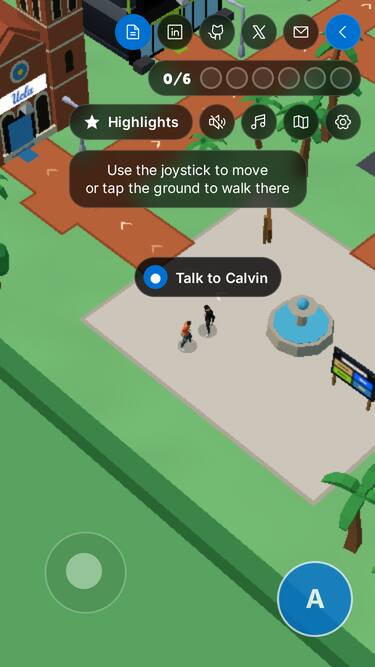 0/6
Highlights
Ucla
Use the joystick to move
or tap the ground to walk there
Talk to Calvin
A